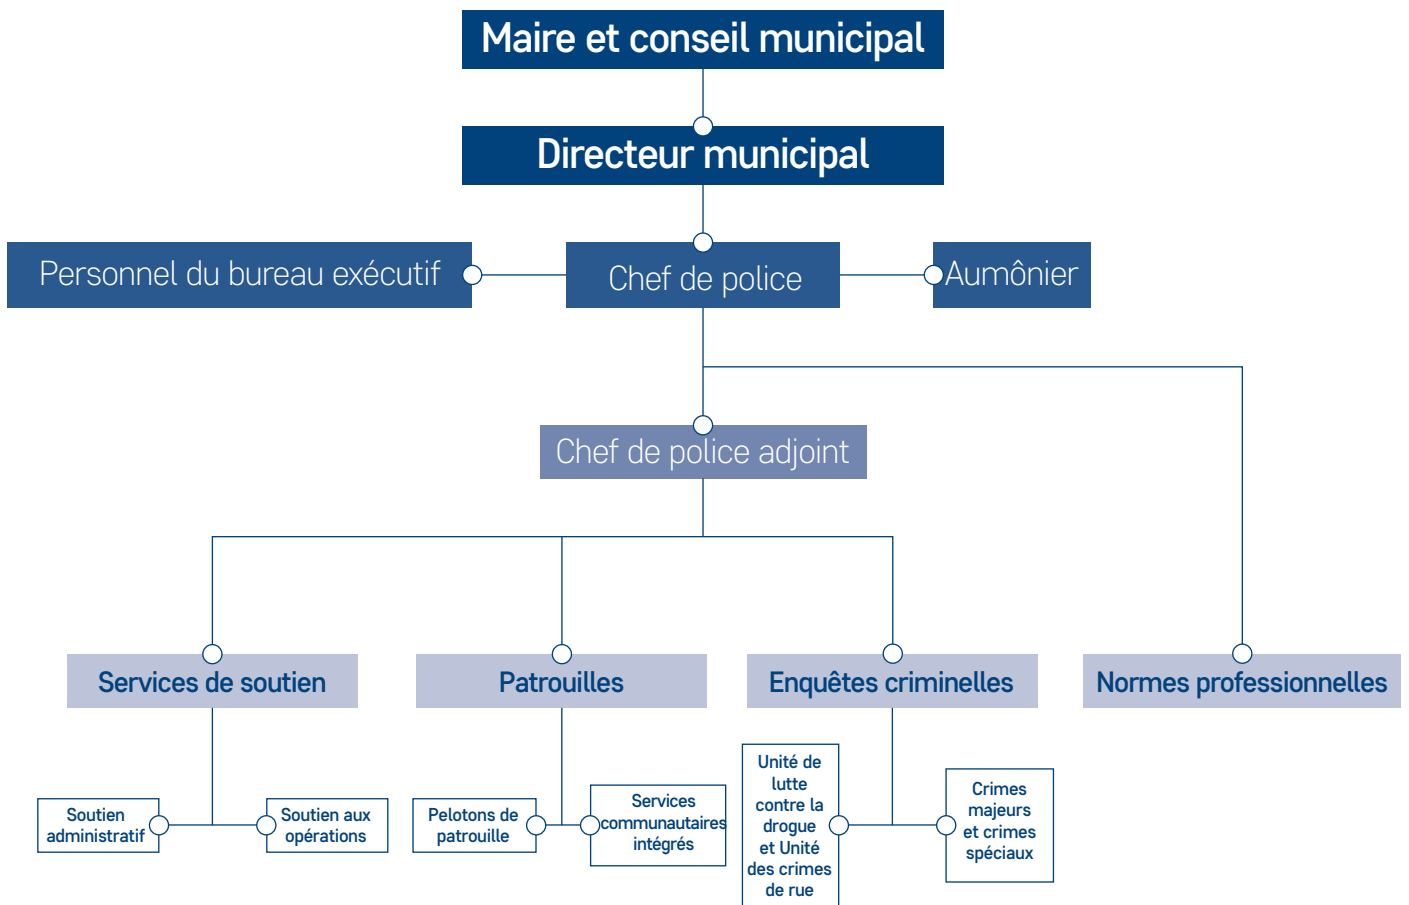 Maire et conseil municipal
Directeur municipal
Personnel du bureau exécutif
Chef de police
Aumônier
Chef de police adjoint
Services de soutien
Patrouilles
Enquêtes criminelles
Normes professionnelles
Soutien
administratif
Soutien aux
opérations
Pelotons de
patrouille
Services
communautaires
intégrés
Unité de
lutte
contre la
drogue
et Unité
des crimes
de rue
Crimes
majeurs
et crimes
spéciaux